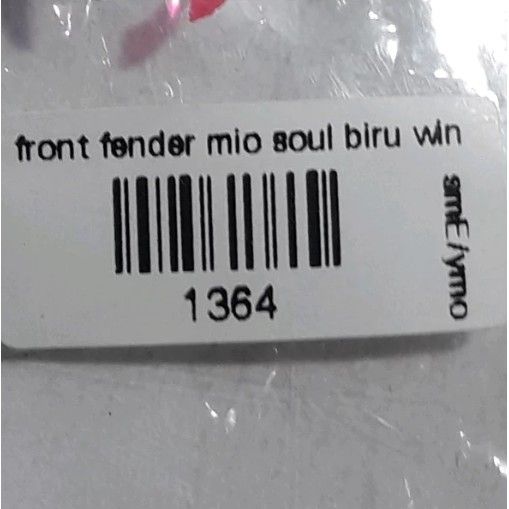 front fender mio soul biru win
1364
smE/ymo